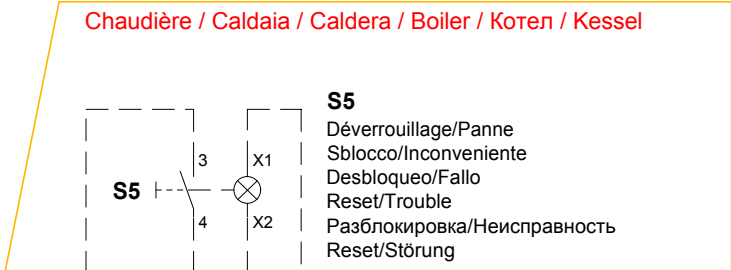 Chaudière / Caldaia / Caldera / Boiler / Котел / Kessel
S5
Déverrouillage/Panne
Sblocco/Inconveniente
Desbloqueo/Fallo
Reset/Trouble
Разблокировка/Неисправность
Reset/Störung
3 X1
S5
4 X2